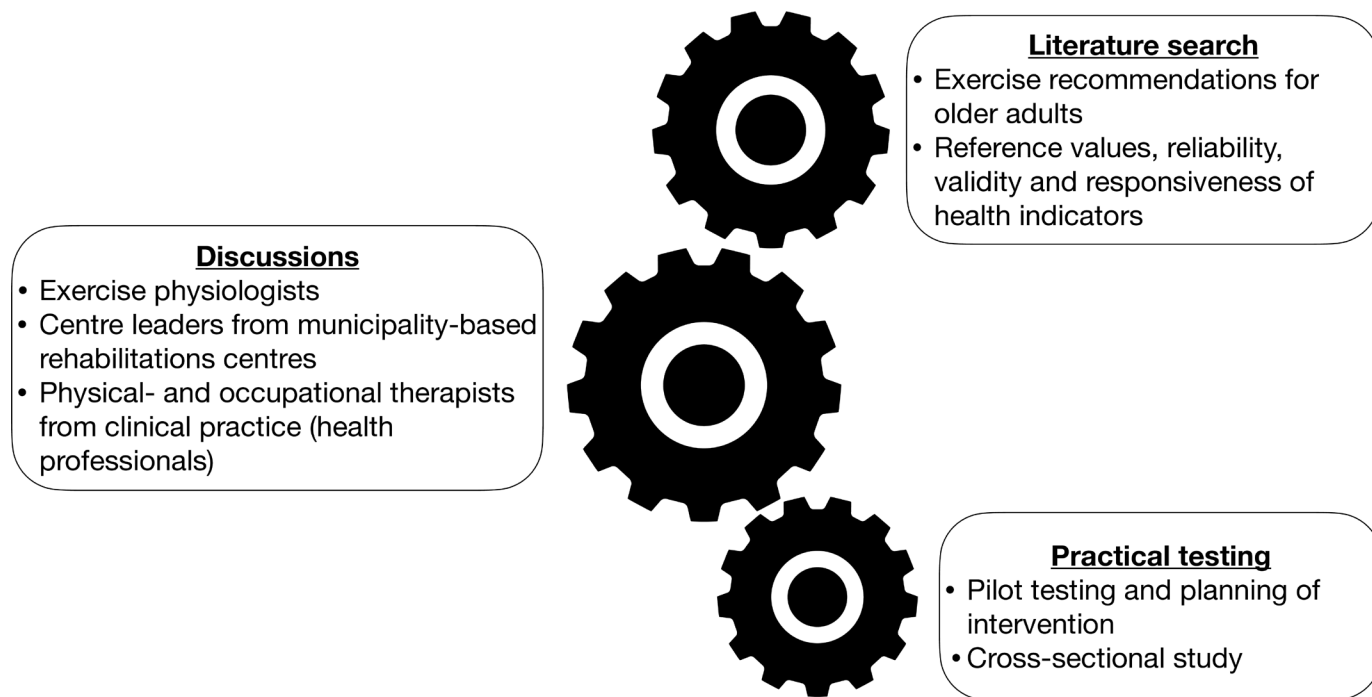 Literature search
• Exercise recommendations for
older adults
• Reference values, reliability,
validity and responsiveness of
health indicators
Discussions
• Exercise physiologists
• Centre leaders from municipality-based
rehabilitations centres
• Physical- and occupational therapists
from clinical practice (health
professionals)
Practical testing
• Pilot testing and planning of
intervention
• Cross-sectional study